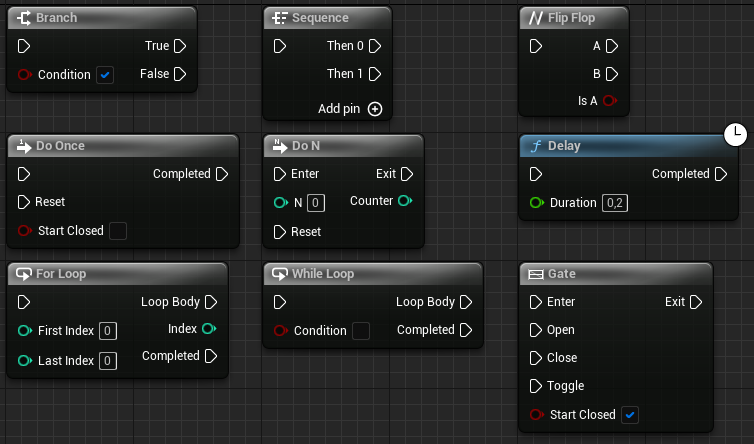 Branch
True
Condition
False
Sequence
Then 0
Then 1
Add pin
Flip Flop
A
B
Is A
Do Once
1
Completed
Reset
Start Closed
Do N
N
Enter
Exit
N 0
Counter
Reset
f Delay
Completed
Duration 0,2
For Loop
Loop Body
First Index 0
Index
Last Index 0
Completed
While Loop
Loop Body
Condition
Completed
Gate
Enter
Exit
Open
Close
Toggle
Start Closed